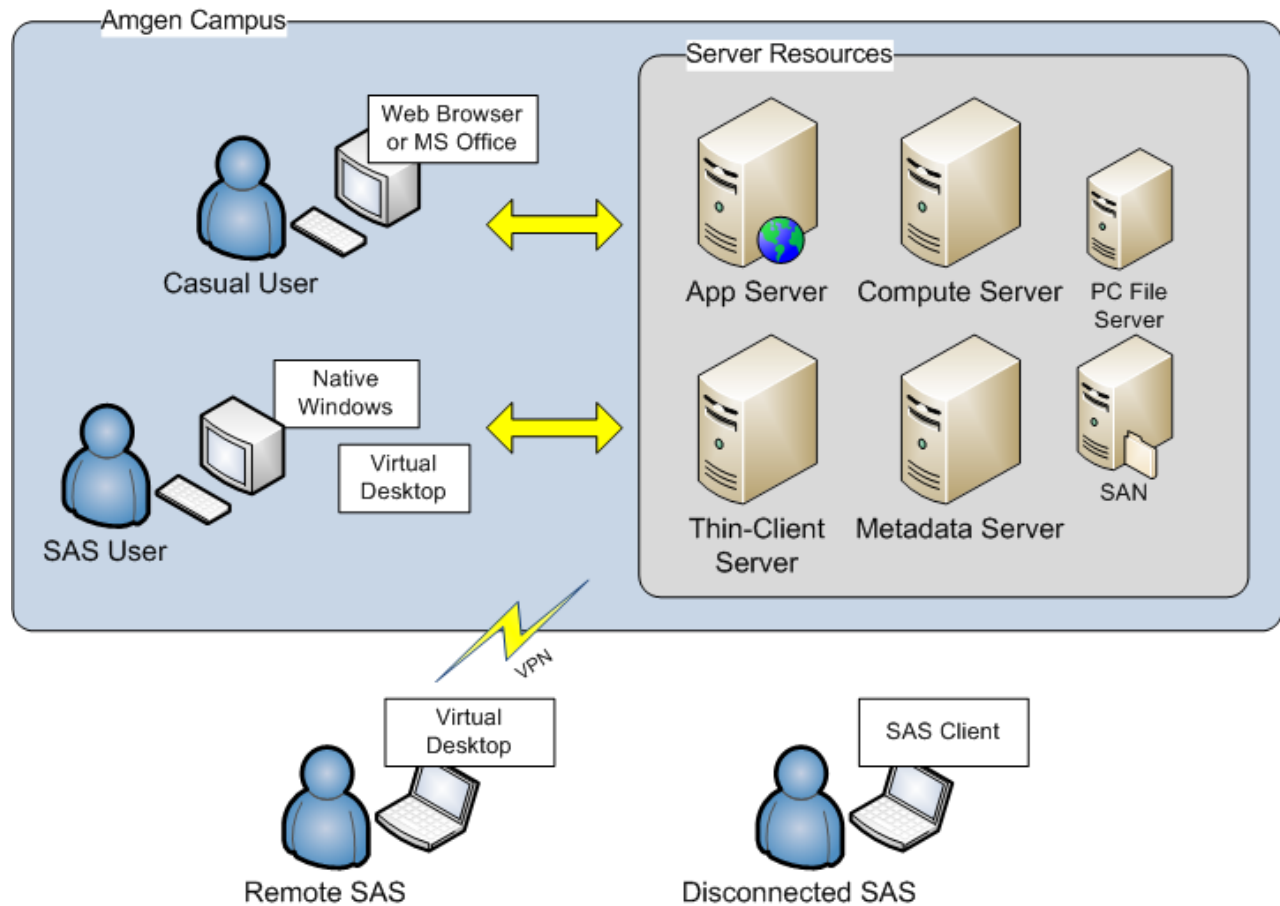 Amgen Campus
Server Resources
Web Browser
or MS Office
Casual User
App Server
Compute Server
PC File
Server
Native
Windows
Virtual
Desktop
SAS User
Thin-Client
Server
Metadata Server
SAN
VPN
Virtual
Desktop
Remote SAS
SAS Client
Disconnected SAS